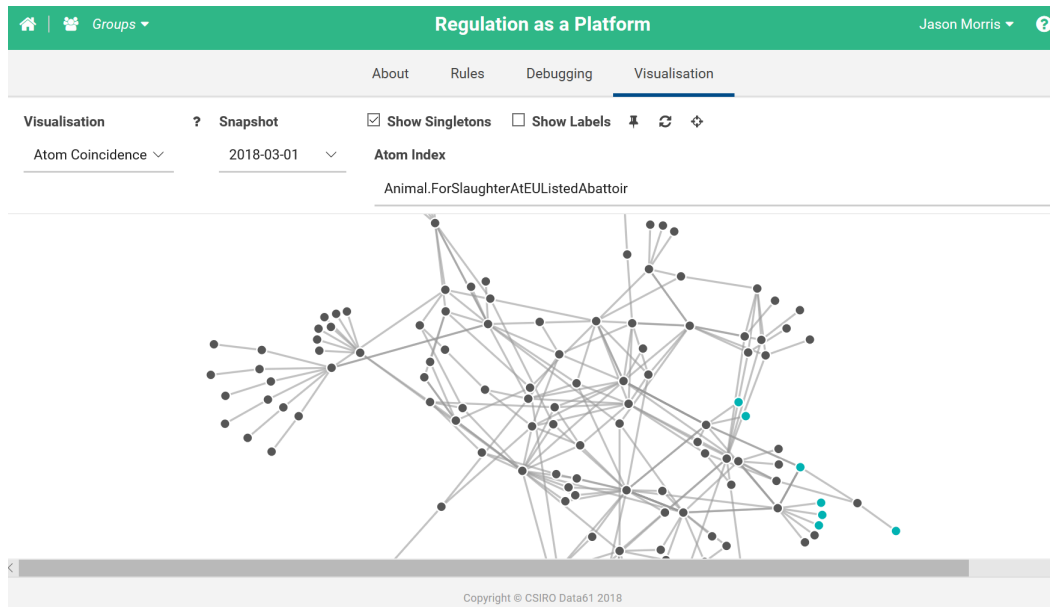 Groups
Regulation as a Platform
Jason Morris
?
About
Rules
Debugging
Visualisation
Visualisation
?
Snapshot
Show Singletons
Show Labels
Atom Coincidence
2018-03-01
Atom Index
Animal.ForSlaughterAtEUListedAbattoir
Copyright © CSIRO Data61 2018